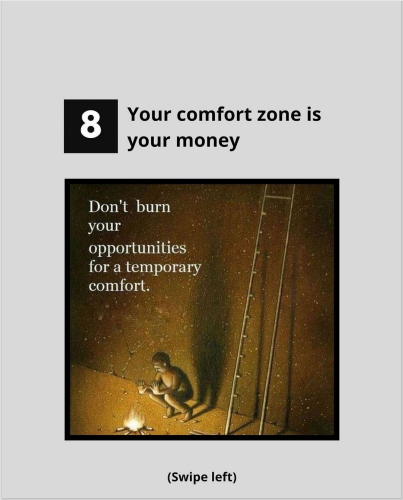 8
Your comfort zone is
your money
Don't burn
your
opportunities
for a temporary
comfort.
(Swipe left)